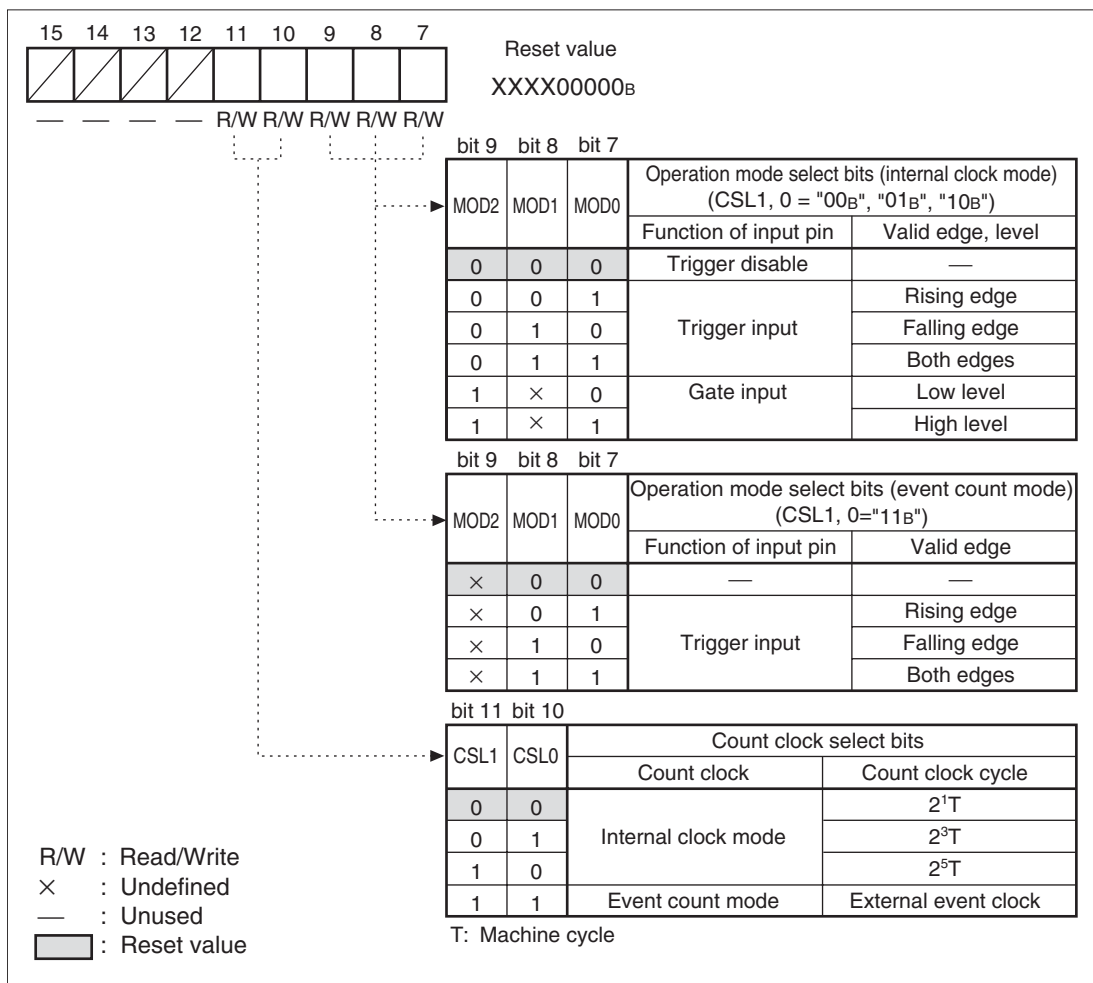 15 14 13 12 11 10 9 8 7
Reset value
XXXX00000B
— — — — R/W R/W R/W R/W R/W
bit 9 bit 8 bit 7
MOD2 MOD1 MOD0
Operation mode select bits (internal clock mode)
(CSL1, 0 = "00B", "01B", "10B")
Function of input pin Valid edge, level
0 0 0 Trigger disable —
0 0 1 Rising edge
0 1 0 Trigger input Falling edge
0 1 1 Both edges
1 × 0 Gate input Low level
1 × 1 High level
bit 9 bit 8 bit 7
MOD2 MOD1 MOD0
Operation mode select bits (event count mode)
(CSL1, 0="11B")
Function of input pin Valid edge
× 0 0 — —
× 0 1 Rising edge
× 1 0 Trigger input Falling edge
× 1 1 Both edges
bit 11 bit 10
CSL1 CSL0
Count clock select bits
Count clock Count clock cycle
0 0 2¹T
0 1 Internal clock mode 2³T
1 0 2⁵T
1 1 Event count mode External event clock
T: Machine cycle
R/W : Read/Write
× : Undefined
— : Unused
: Reset value